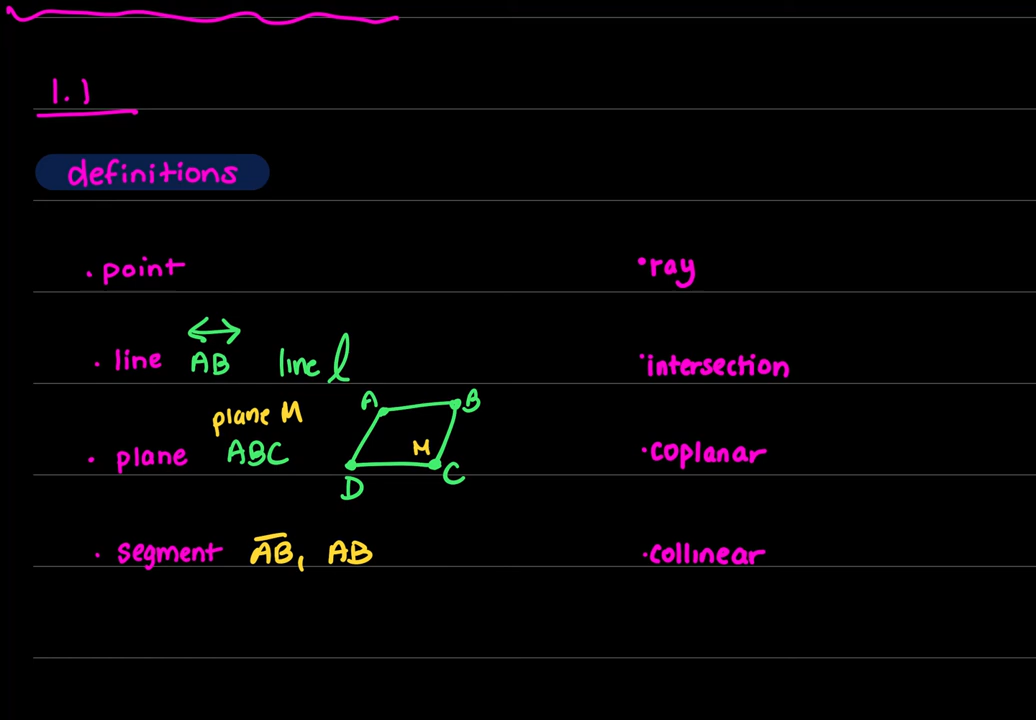 1.1
definitions
• point
• line AB line l
plane M
• plane ABC
A B
M
D C
• segment AB, AB
• ray
• intersection
• coplanar
• collinear